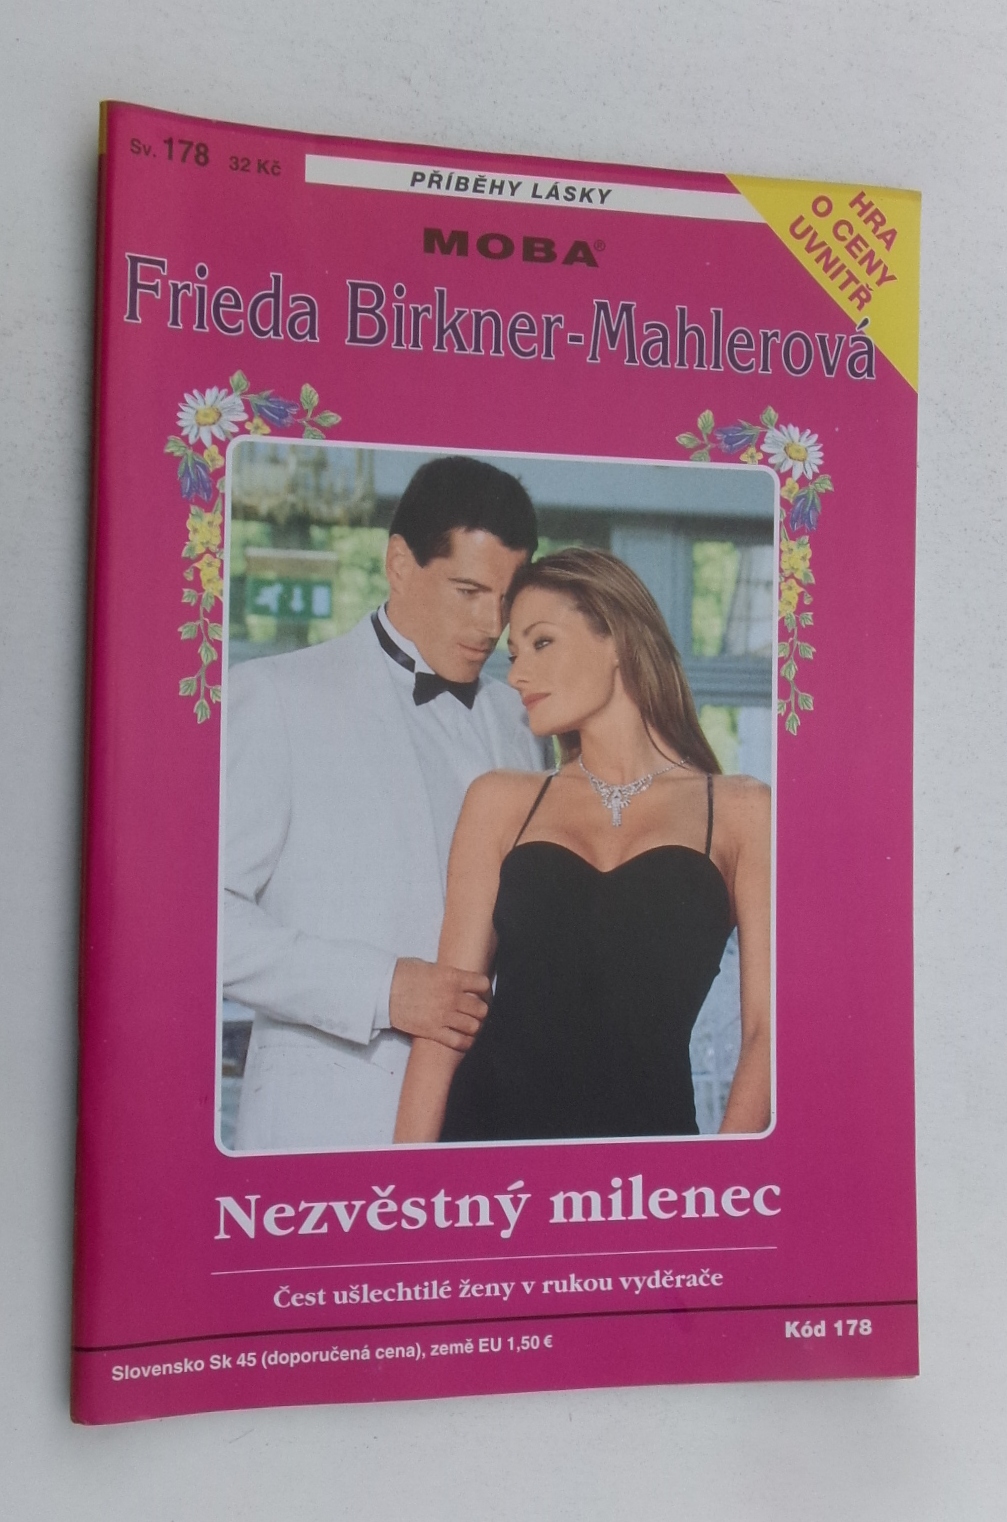 Sv. 178 32 Kč
PŘÍBĚHY LÁSKY
HRA
O CENY
UVNITŘ
MOBA®
Frieda Birkner-Mahlerová
Nezvěstný milenec
Čest ušlechtilé ženy v rukou vyděrače
Kód 178
Slovensko Sk 45 (doporučená cena), země EU 1,50 €